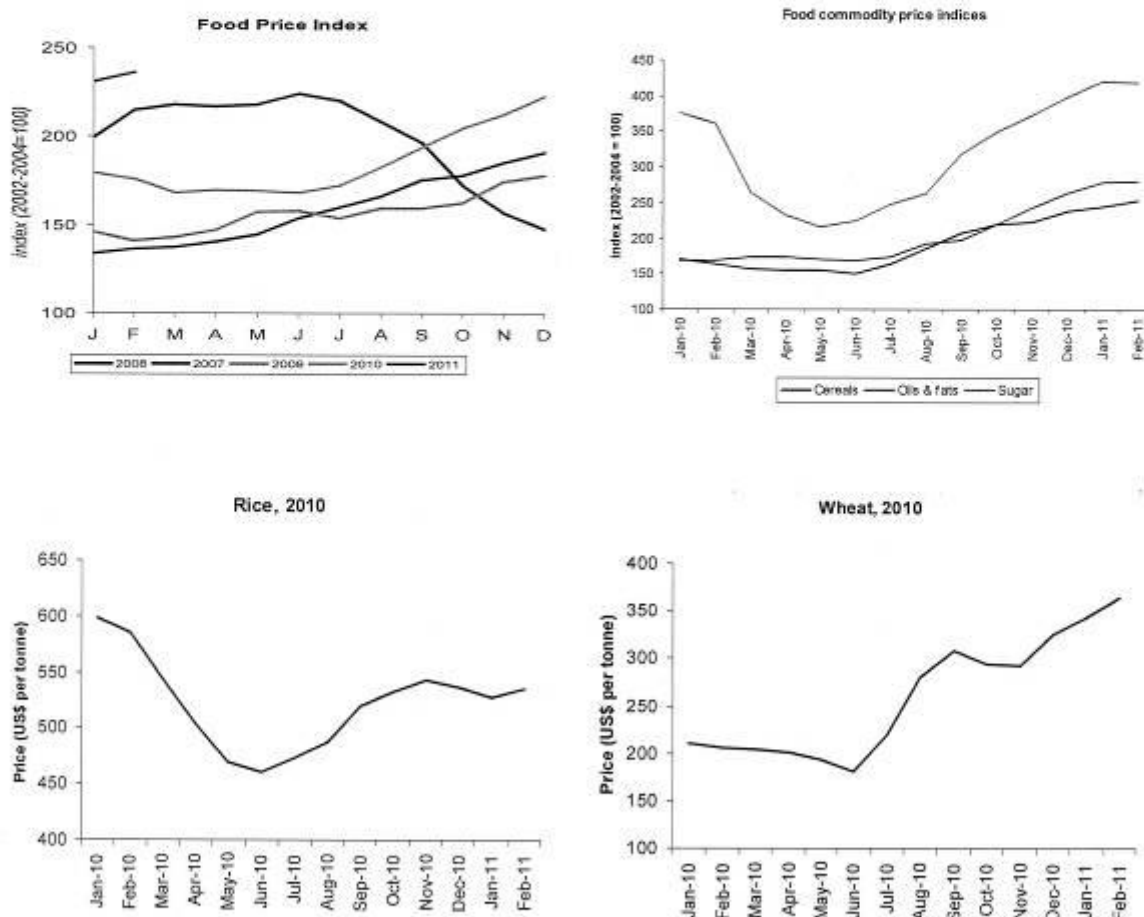 Food Price Index
Index (2002-2004=100)
250
200
150
100
J F M A M J J A S O N D
2008 2007 2009 2010 2011
Food commodity price indices
Index (2002-2004 = 100)
450
400
350
300
250
200
150
100
Jan-10 Feb-10 Mar-10 Apr-10 May-10 Jun-10 Jul-10 Aug-10 Sep-10 Oct-10 Nov-10 Dec-10 Jan-11 Feb-11
Cereals Oils & fats Sugar
Rice, 2010
Price (US$ per tonne)
650
600
550
500
450
400
Jan-10 Feb-10 Mar-10 Apr-10 May-10 Jun-10 Jul-10 Aug-10 Sep-10 Oct-10 Nov-10 Dec-10 Jan-11 Feb-11
Wheat, 2010
Price (US$ per tonne)
400
350
300
250
200
150
100
Jan-10 Feb-10 Mar-10 Apr-10 May-10 Jun-10 Jul-10 Aug-10 Sep-10 Oct-10 Nov-10 Dec-10 Jan-11 Feb-11